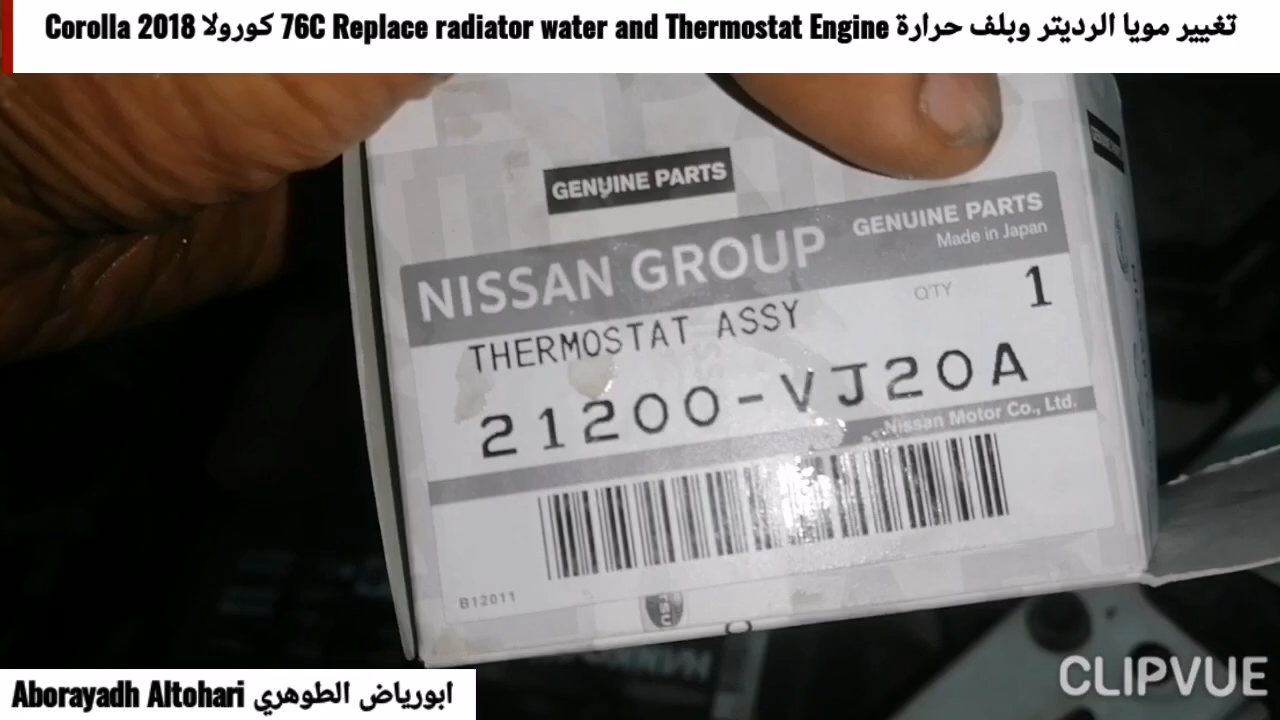 Corolla 2018 كورولا 76C Replace radiator water and Thermostat Engine تغيير مويا الرديتر وبلف حرارة
GENUINE PARTS
NISSAN GROUP
GENUINE PARTS
Made in Japan
THERMOSTAT ASSY
Q'TY 1
21200-VJ20A
Nissan Motor Co., Ltd.
B12011
Aborayadh Altohari ابورياض الطوهري
CLIPVUE